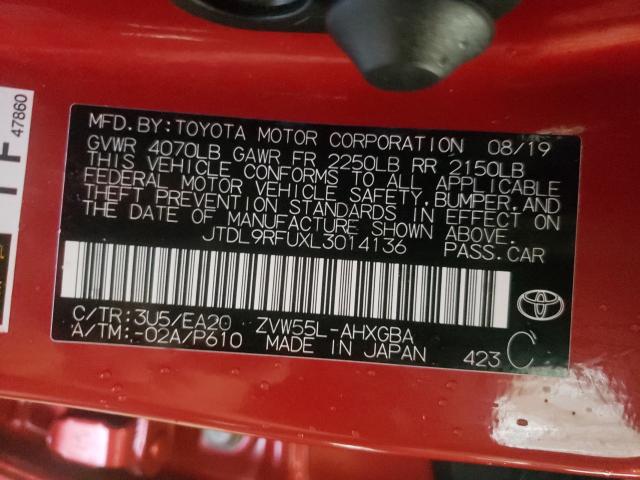 MFD.BY:TOYOTA MOTOR CORPORATION 08/19
GVWR 4070LB GAWR FR 2250LB RR 2150LB
THIS VEHICLE CONFORMS TO ALL APPLICABLE
FEDERAL MOTOR VEHICLE SAFETY,BUMPER,AND
THEFT PREVENTION STANDARDS IN EFFECT ON
THE DATE OF MANUFACTURE SHOWN ABOVE.
JTDL9RFUXL3014136 PASS.CAR
C/TR:3U5/EA20 ZVW55L-AHXGBA
A/TM:-02A/P610 MADE IN JAPAN 423 C
47860